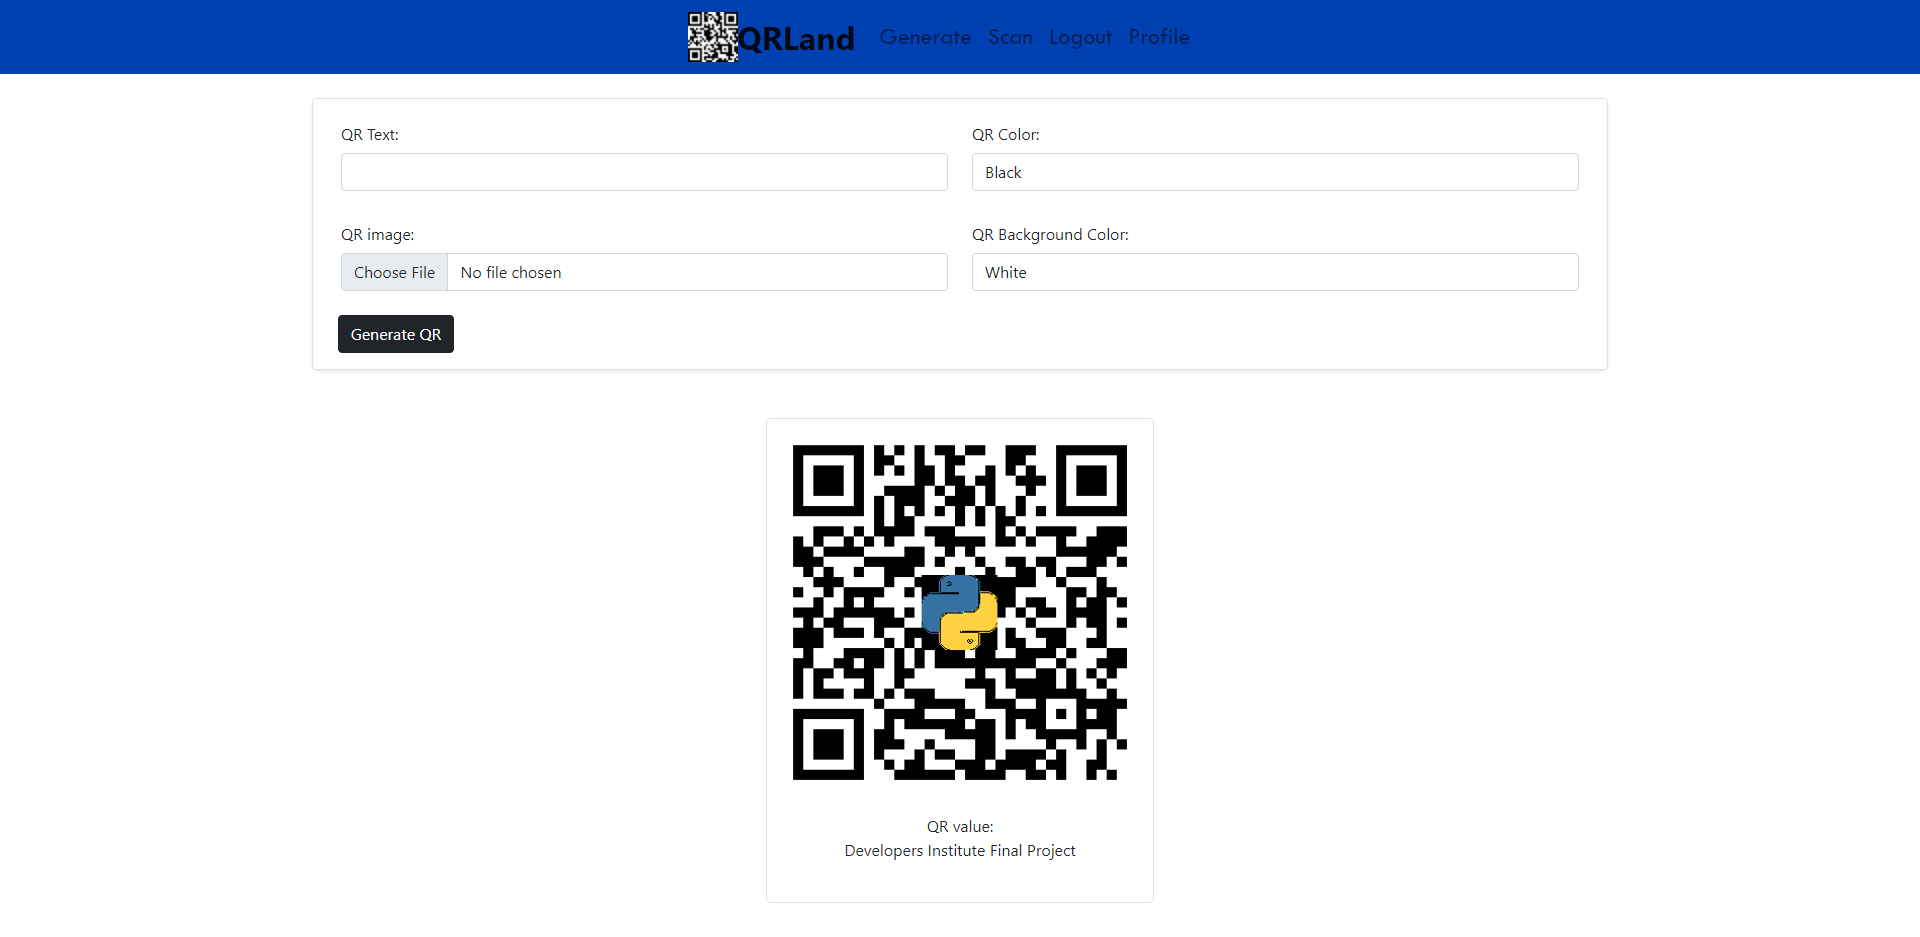 QRLand Generate Scan Logout Profile
QR Text: QR Color:
Black
QR image: QR Background Color:
Choose File No file chosen White
Generate QR
QR value:
Developers Institute Final Project